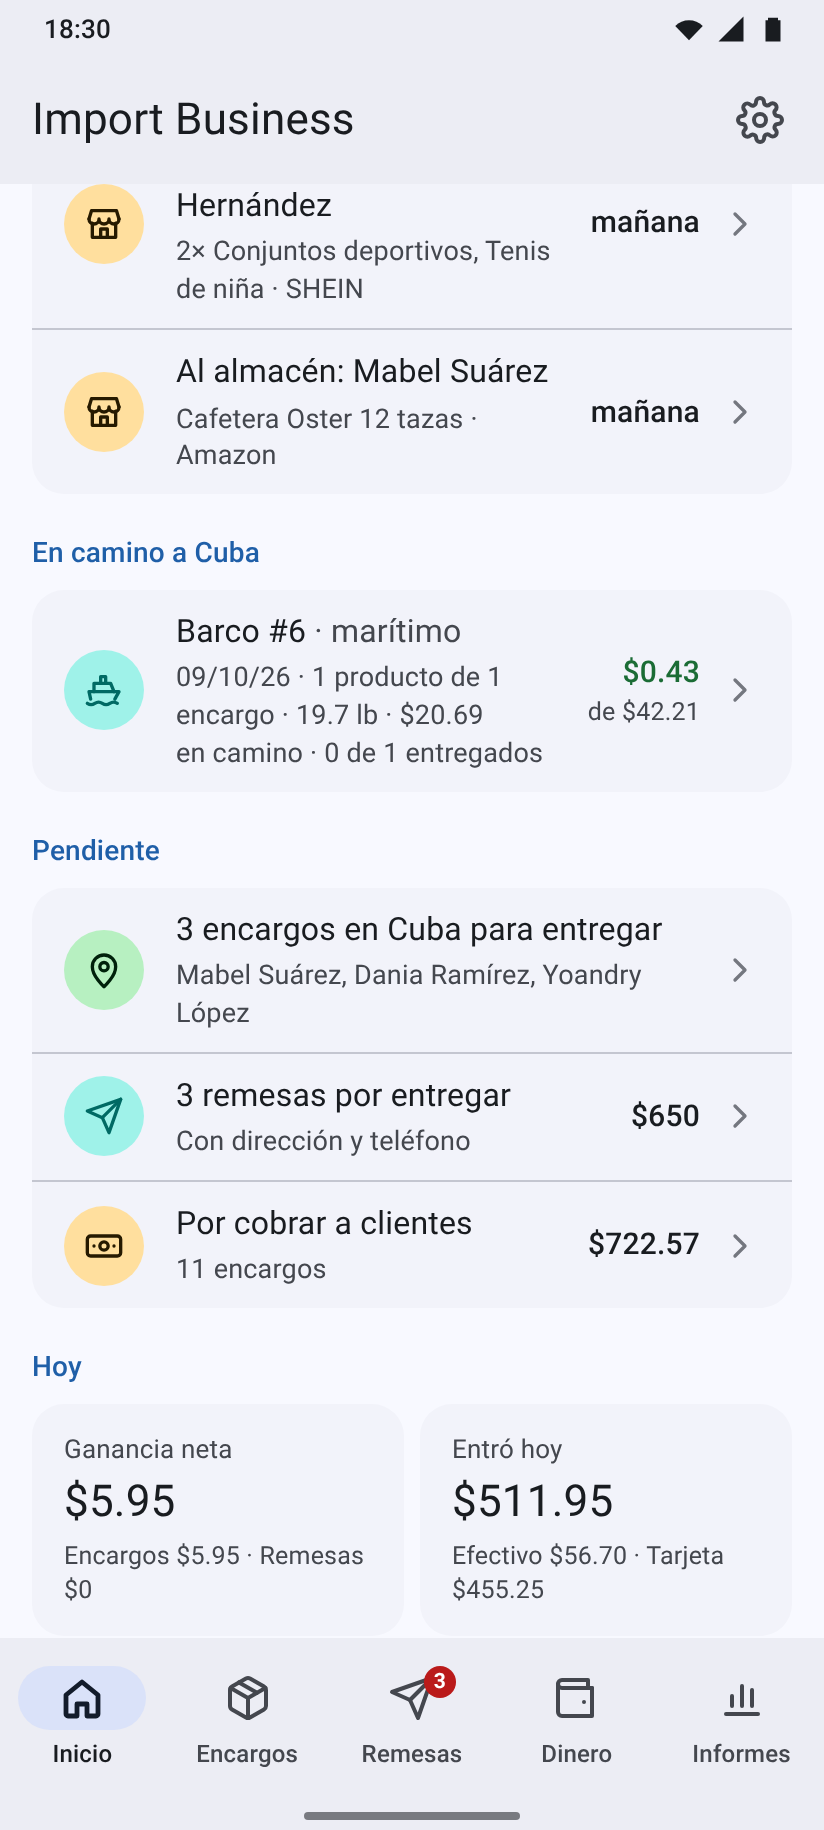 18:30
Import Business
Hernández
2× Conjuntos deportivos, Tenis
de niña · SHEIN
mañana
Al almacén: Mabel Suárez
Cafetera Oster 12 tazas ·
Amazon
mañana
En camino a Cuba
Barco #6 · marítimo
09/10/26 · 1 producto de 1
encargo · 19.7 lb · $20.69
en camino · 0 de 1 entregados
$0.43
de $42.21
Pendiente
3 encargos en Cuba para entregar
Mabel Suárez, Dania Ramírez, Yoandry
López
3 remesas por entregar
Con dirección y teléfono
$650
Por cobrar a clientes
11 encargos
$722.57
Hoy
Ganancia neta
$5.95
Encargos $5.95 · Remesas
$0
Entró hoy
$511.95
Efectivo $56.70 · Tarjeta
$455.25
3
Inicio
Encargos
Remesas
Dinero
Informes